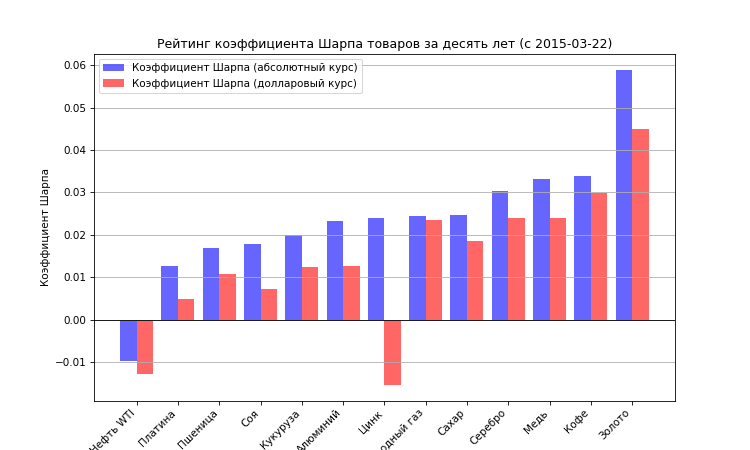 Рейтинг коэффициента Шарпа товаров за десять лет (с 2015-03-22)
Коэффициент Шарпа (абсолютный курс)
Коэффициент Шарпа (долларовый курс)
Коэффициент Шарпа
0.06
0.05
0.04
0.03
0.02
0.01
0.00
−0.01
Нефть WTI
Платина
Пшеница
Соя
Кукуруза
Алюминий
Цинк
газ
Сахар
Серебро
Медь
Кофе
Золото